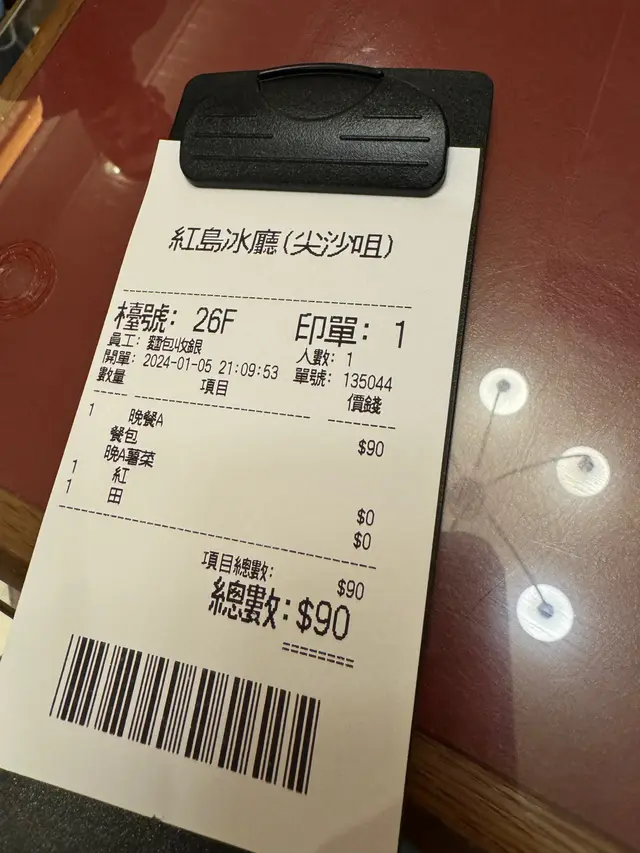 紅島冰廳(尖沙咀)
檯號: 26F 印單: 1
員工: 麵包收銀 人數: 1
開單: 2024-01-05 21:09:53 單號: 135044
數量 項目 價錢
1 晚餐A $90
餐包
晚A薯菜
1 紅 $0
1 田 $0
項目總數: $90
總數: $90